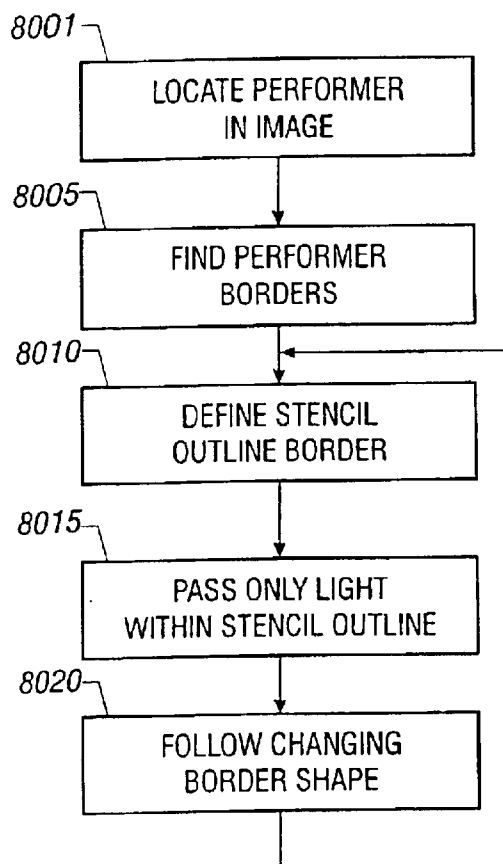 8001
LOCATE PERFORMER
IN IMAGE
8005
FIND PERFORMER
BORDERS
8010
DEFINE STENCIL
OUTLINE BORDER
8015
PASS ONLY LIGHT
WITHIN STENCIL OUTLINE
8020
FOLLOW CHANGING
BORDER SHAPE